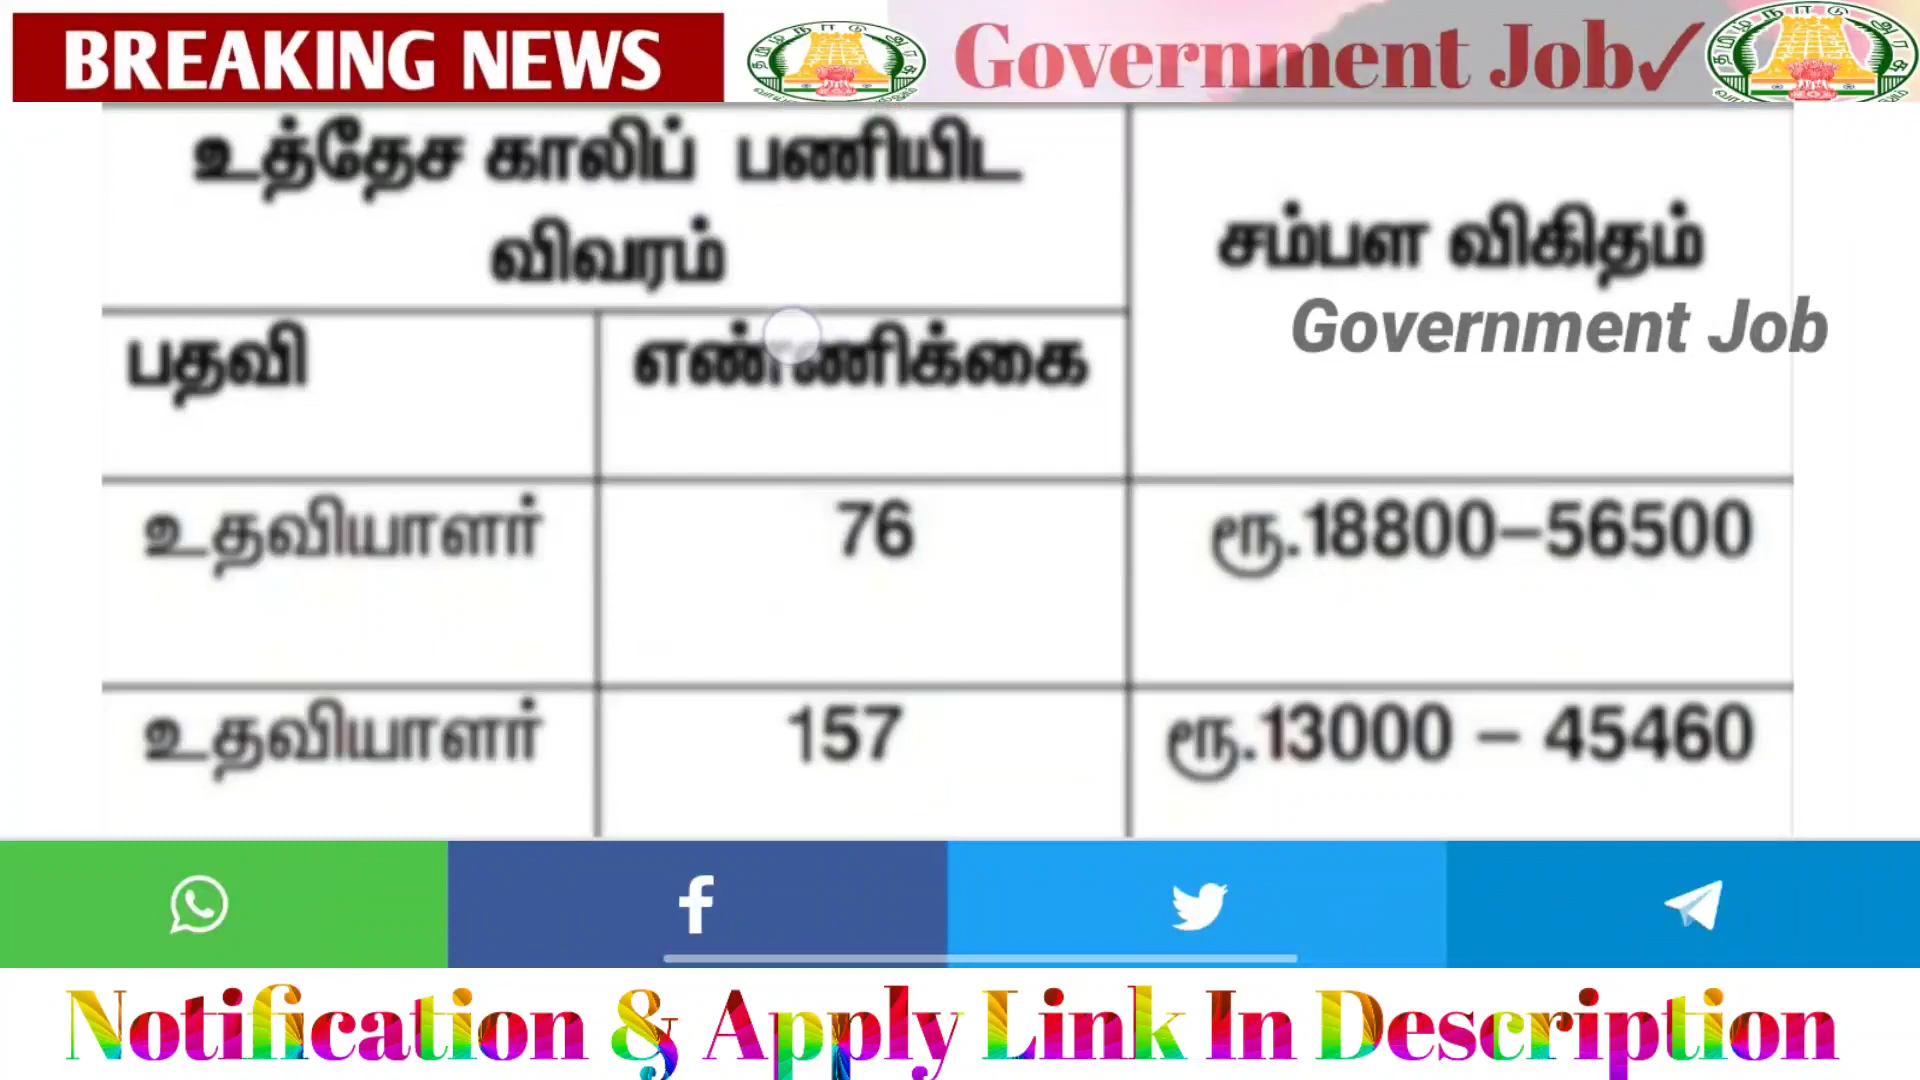 BREAKING NEWS
Government Job✓
உத்தேச காலிப் பணியிட
விவரம்
சம்பள விகிதம்
Government Job
பதவி
எண்ணிக்கை
உதவியாளர்
76
ரூ.18800–56500
உதவியாளர்
157
ரூ.13000 – 45460
Notification & Apply Link In Description